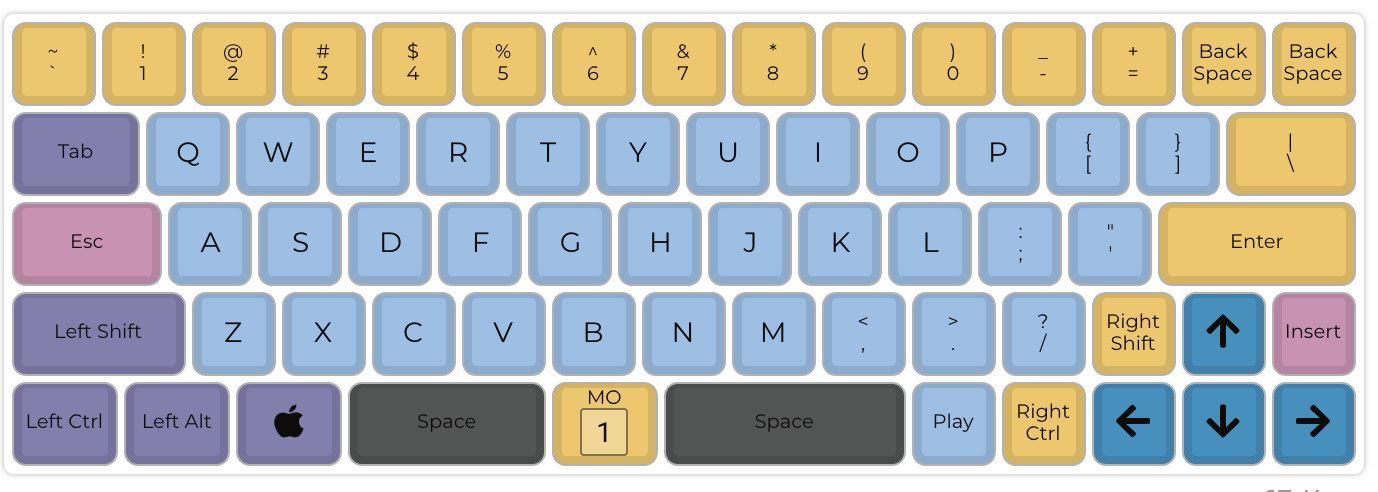 ~ ! @ # $ % ^ & * ( ) _ + Back Space Back Space
` 1 2 3 4 5 6 7 8 9 0 - =
Tab Q W E R T Y U I O P { [ } ] | \
Esc A S D F G H J K L : ; " ' Enter
Left Shift Z X C V B N M < , > . ? / Right Shift ↑ Insert
Left Ctrl Left Alt Space MO 1 Space Play Right Ctrl ← ↓ →